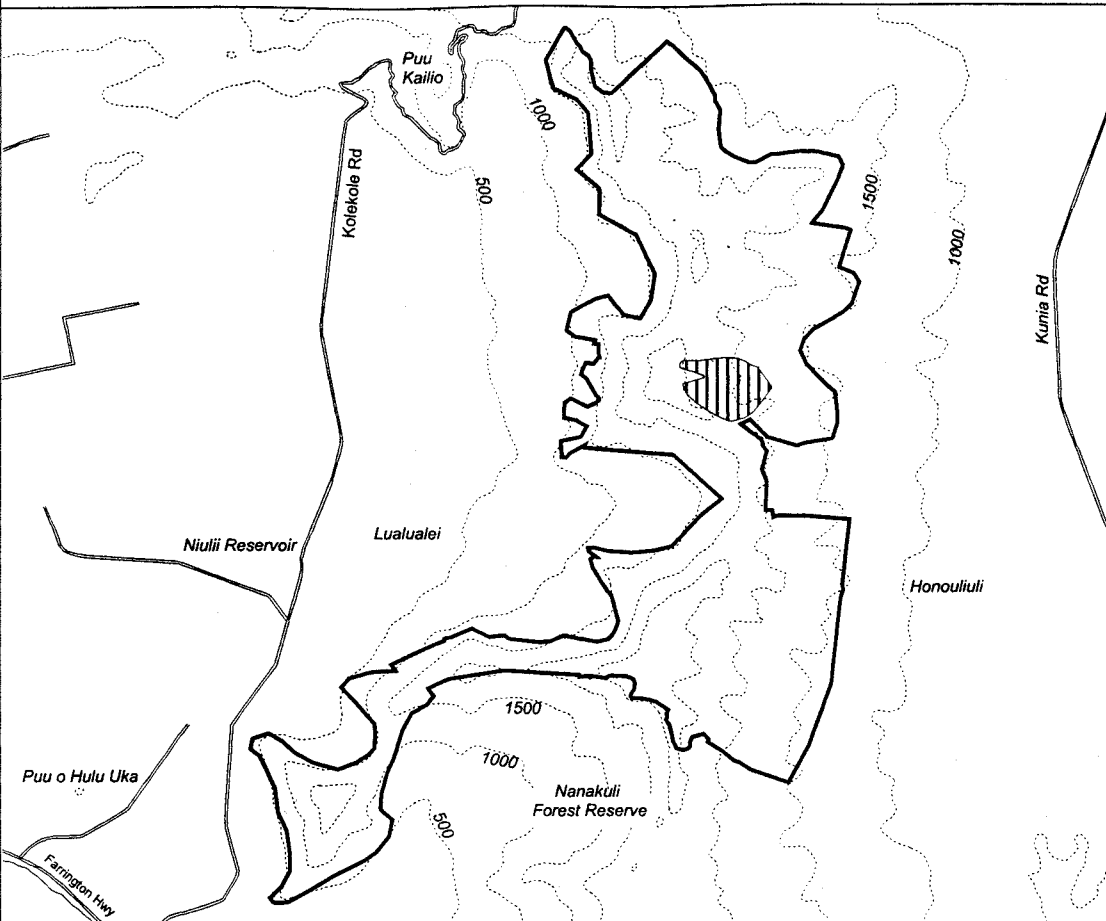 Puu
Kailio
1000
Kolekole Rd
500
1500
1000
Kunia Rd
Niulii Reservoir
Lualualei
Honouliuli
1500
1000
Puu o Hulu Uka
Nanakuli
Forest Reserve
500
Farrington Hwy